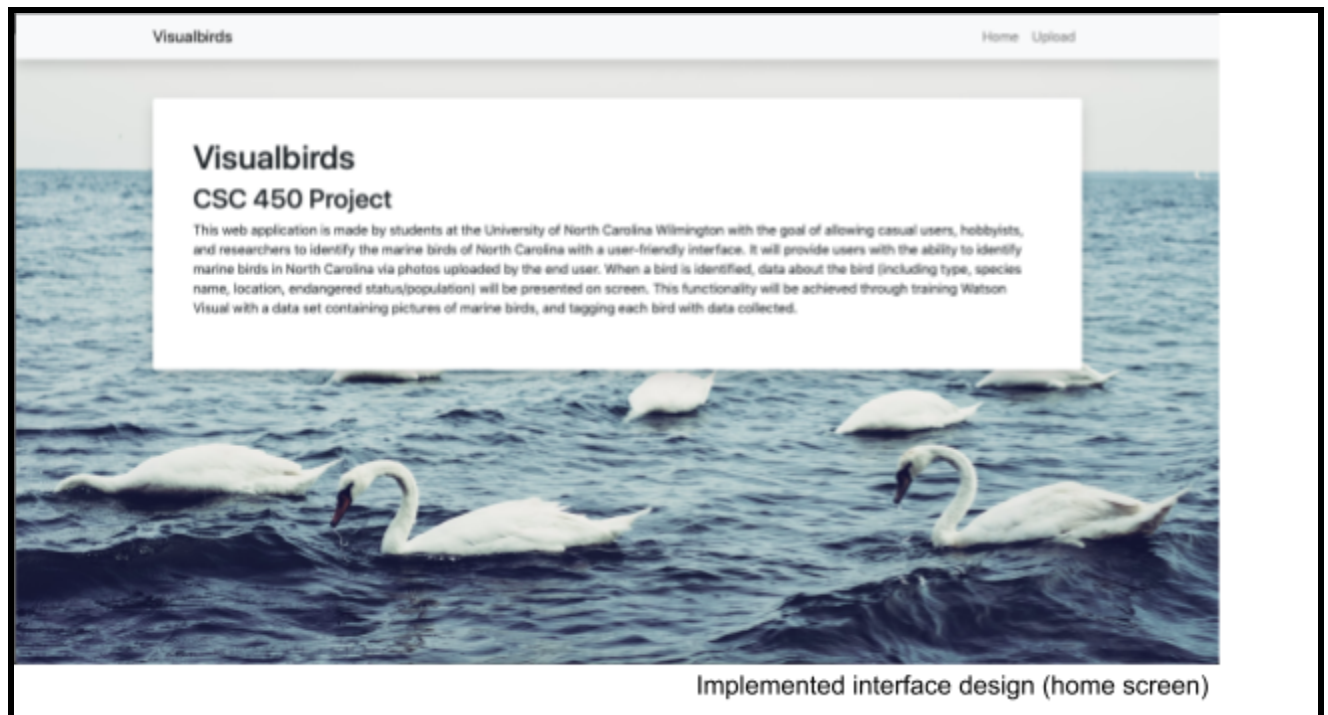 Visualbirds
Home Upload
Visualbirds
CSC 450 Project
This web application is made by students at the University of North Carolina Wilmington with the goal of allowing casual users, hobbyists,
and researchers to identify the marine birds of North Carolina with a user-friendly interface. It will provide users with the ability to identify
marine birds in North Carolina via photos uploaded by the end user. When a bird is identified, data about the bird (including type, species
name, location, endangered status/population) will be presented on screen. This functionality will be achieved through training Watson
Visual with a data set containing pictures of marine birds, and tagging each bird with data collected.
Implemented interface design (home screen)